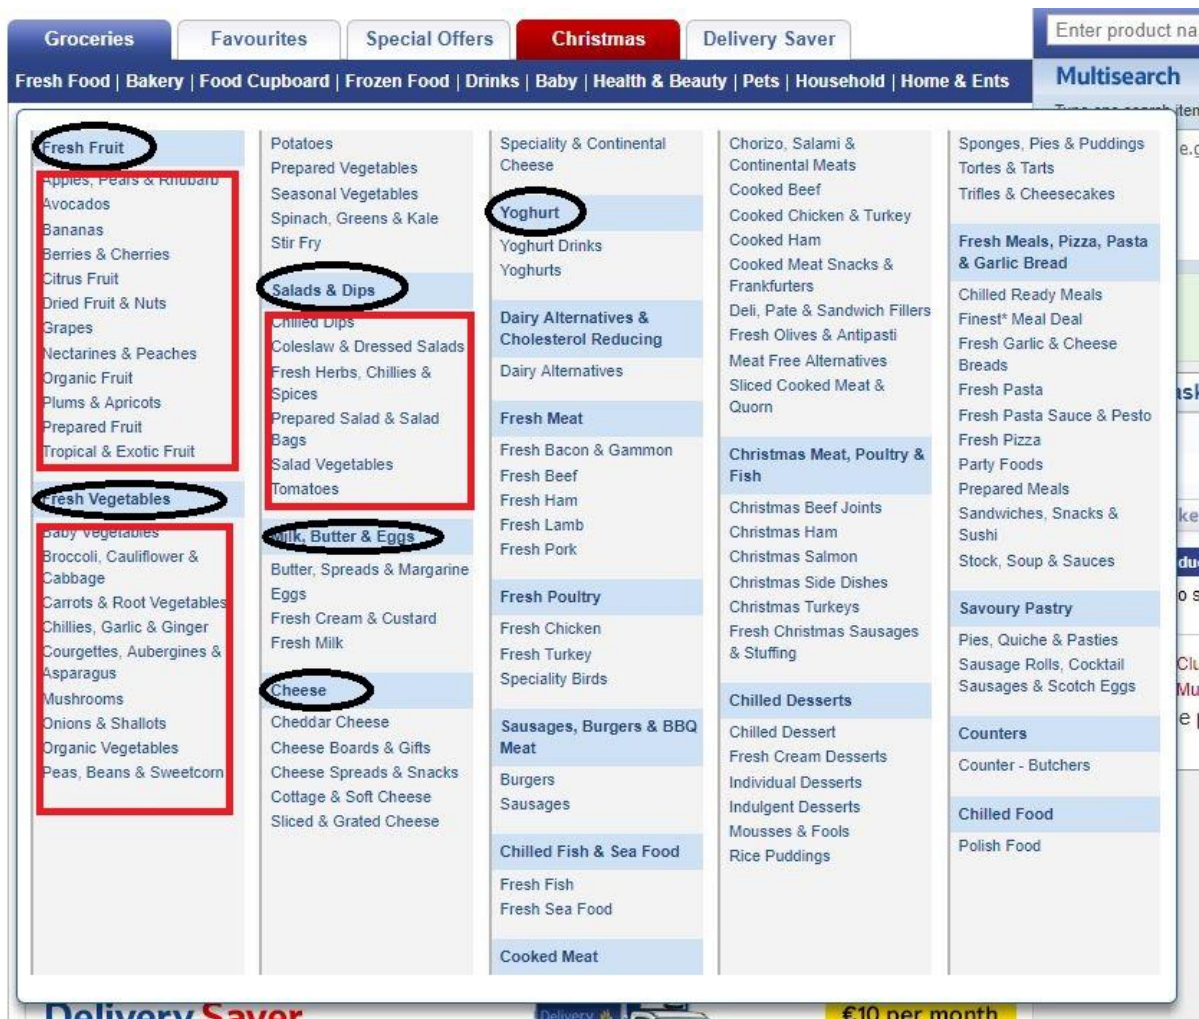 Groceries
Favourites
Special Offers
Christmas
Delivery Saver
Enter product na
Fresh Food | Bakery | Food Cupboard | Frozen Food | Drinks | Baby | Health & Beauty | Pets | Household | Home & Ents
Multisearch
e.g
Fresh Fruit
Apples, Pears & Rhubarb
Avocados
Bananas
Berries & Cherries
Citrus Fruit
Dried Fruit & Nuts
Grapes
Nectarines & Peaches
Organic Fruit
Plums & Apricots
Prepared Fruit
Tropical & Exotic Fruit
Fresh Vegetables
Baby Vegetables
Broccoli, Cauliflower &
Cabbage
Carrots & Root Vegetables
Chillies, Garlic & Ginger
Courgettes, Aubergines &
Asparagus
Mushrooms
Onions & Shallots
Organic Vegetables
Peas, Beans & Sweetcorn
Potatoes
Prepared Vegetables
Seasonal Vegetables
Spinach, Greens & Kale
Stir Fry
Salads & Dips
Chilled Dips
Coleslaw & Dressed Salads
Fresh Herbs, Chillies &
Spices
Prepared Salad & Salad
Bags
Salad Vegetables
Tomatoes
Milk, Butter & Eggs
Butter, Spreads & Margarine
Eggs
Fresh Cream & Custard
Fresh Milk
Cheese
Cheddar Cheese
Cheese Boards & Gifts
Cheese Spreads & Snacks
Cottage & Soft Cheese
Sliced & Grated Cheese
Speciality & Continental
Cheese
Yoghurt
Yoghurt Drinks
Yoghurts
Dairy Alternatives &
Cholesterol Reducing
Dairy Alternatives
Fresh Meat
Fresh Bacon & Gammon
Fresh Beef
Fresh Ham
Fresh Lamb
Fresh Pork
Fresh Poultry
Fresh Chicken
Fresh Turkey
Speciality Birds
Sausages, Burgers & BBQ
Meat
Burgers
Sausages
Chilled Fish & Sea Food
Fresh Fish
Fresh Sea Food
Cooked Meat
Chorizo, Salami &
Continental Meats
Cooked Beef
Cooked Chicken & Turkey
Cooked Ham
Cooked Meat Snacks &
Frankfurters
Deli, Pate & Sandwich Fillers
Fresh Olives & Antipasti
Meat Free Alternatives
Sliced Cooked Meat &
Quorn
Christmas Meat, Poultry &
Fish
Christmas Beef Joints
Christmas Ham
Christmas Salmon
Christmas Side Dishes
Christmas Turkeys
Fresh Christmas Sausages
& Stuffing
Chilled Desserts
Chilled Dessert
Fresh Cream Desserts
Individual Desserts
Indulgent Desserts
Mousses & Fools
Rice Puddings
Sponges, Pies & Puddings
Tortes & Tarts
Trifles & Cheesecakes
Fresh Meals, Pizza, Pasta
& Garlic Bread
Chilled Ready Meals
Finest* Meal Deal
Fresh Garlic & Cheese
Breads
Fresh Pasta
Fresh Pasta Sauce & Pesto
Fresh Pizza
Party Foods
Prepared Meals
Sandwiches, Snacks &
Sushi
Stock, Soup & Sauces
Savoury Pastry
Pies, Quiche & Pasties
Sausage Rolls, Cocktail
Sausages & Scotch Eggs
Counters
Counter - Butchers
Chilled Food
Polish Food
Delivery Saver
Delivery
€10 per month